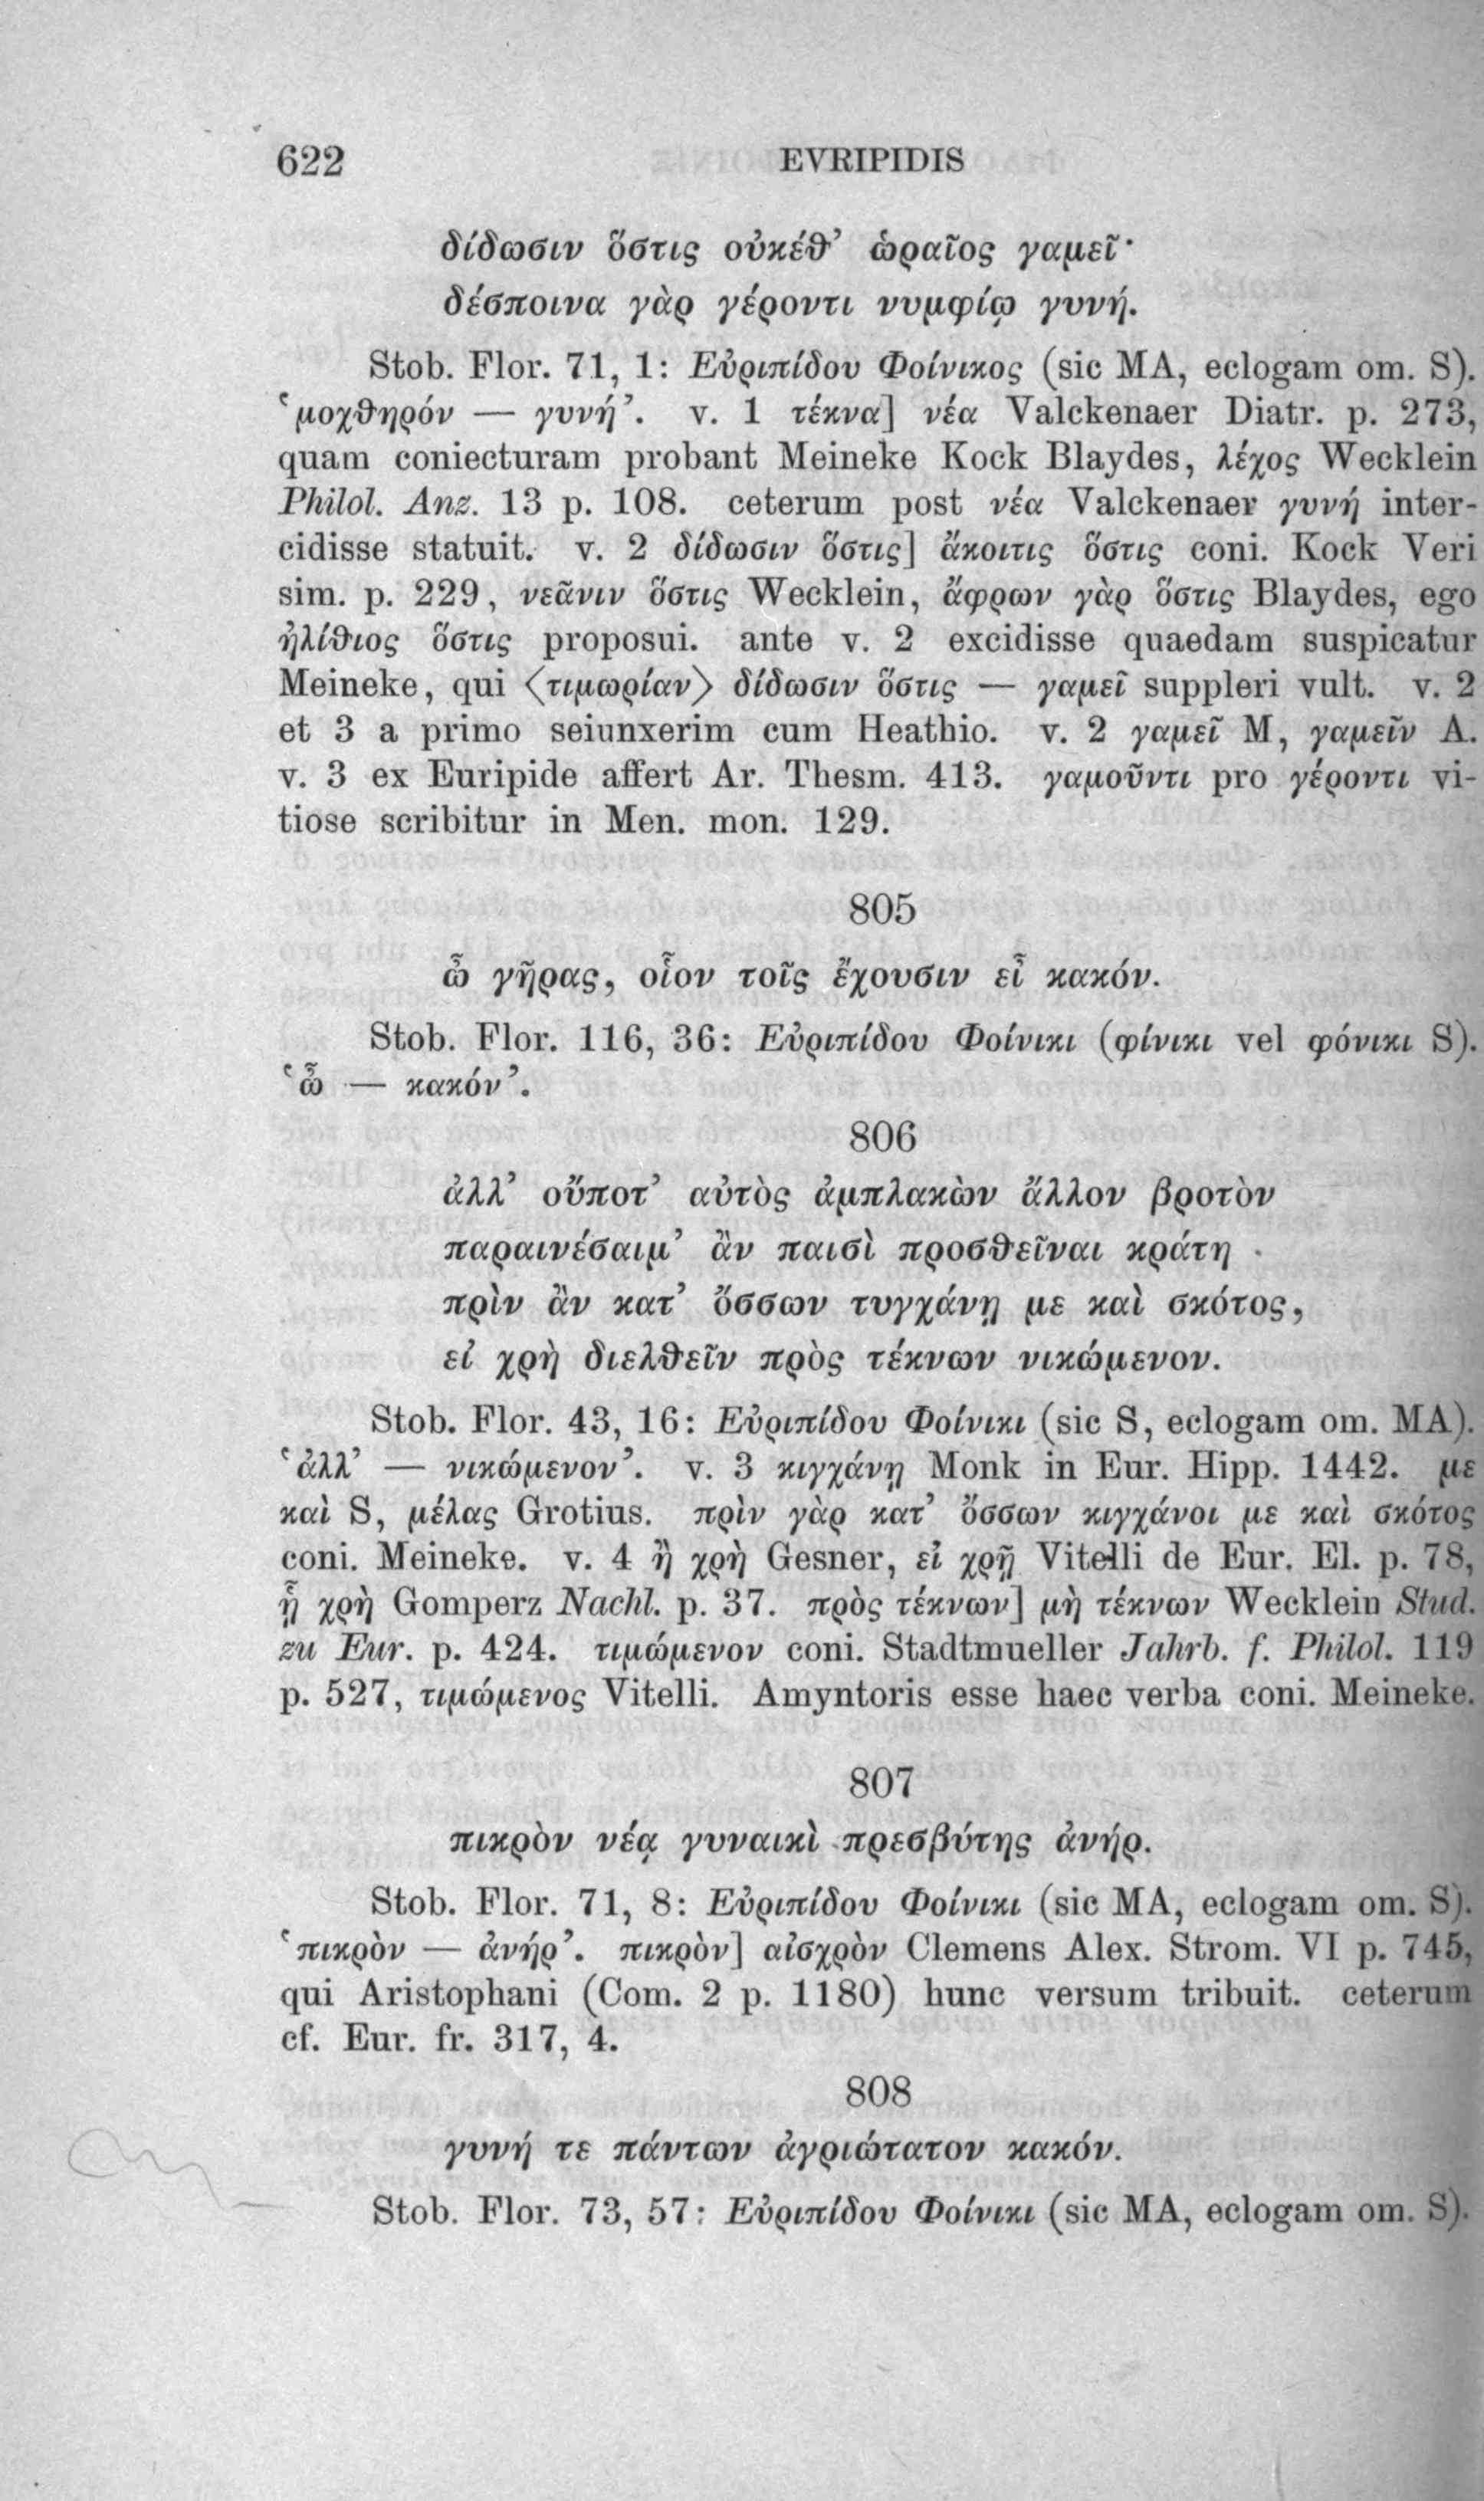 622 EVRIPIDIS
δίδωσιν ὅστις οὐκέθ’ ὡραῖος γαμεῖ·
δέσποινα γὰρ γέροντι νυμφίῳ γυνή.
Stob. Flor. 71, 1: Εὐριπίδου Φοίνικος (sic MA, eclogam om. S).
‘μοχθηρόν — γυνή’. v. 1 τέκνα] νέα Valckenaer Diatr. p. 273,
quam coniecturam probant Meineke Kock Blaydes, λέχος Wecklein
Philol. Anz. 13 p. 108. ceterum post νέα Valckenaer γυνή inter-
cidisse statuit. v. 2 δίδωσιν ὅστις] ἄκοιτις ὅστις coni. Kock Veri
sim. p. 229, νεᾶνιν ὅστις Wecklein, ἄφρων γὰρ ὅστις Blaydes, ego
ἠλίθιος ὅστις proposui. ante v. 2 excidisse quaedam suspicatur
Meineke, qui ⟨τιμωρίαν⟩ δίδωσιν ὅστις — γαμεῖ suppleri vult. v. 2
et 3 a primo seiunxerim cum Heathio. v. 2 γαμεῖ M, γαμεῖν A.
v. 3 ex Euripide affert Ar. Thesm. 413. γαμοῦντι pro γέροντι vi-
tiose scribitur in Men. mon. 129.
805
ὦ γῆρας, οἷον τοῖς ἔχουσιν εἶ κακόν.
Stob. Flor. 116, 36: Εὐριπίδου Φοίνικι (φίνικι vel φόνικι S).
‘ὦ — κακόν’.
806
ἀλλ’ οὔποτ’ αὐτὸς ἀμπλακὼν ἄλλον βροτὸν
παραινέσαιμ’ ἂν παισὶ προσθεῖναι κράτη
πρὶν ἂν κατ’ ὄσσων τυγχάνῃ με καὶ σκότος,
εἰ χρὴ διελθεῖν πρὸς τέκνων νικώμενον.
Stob. Flor. 43, 16: Εὐριπίδου Φοίνικι (sic S, eclogam om. MA).
‘ἀλλ’ — νικώμενον’. v. 3 κιγχάνῃ Monk in Eur. Hipp. 1442. με
καὶ S, μέλας Grotius. πρὶν γὰρ κατ’ ὄσσων κιγχάνοι με καὶ σκότος
coni. Meineke. v. 4 ἢ χρὴ Gesner, εἰ χρῇ Vitelli de Eur. El. p. 78,
ᾗ χρὴ Gomperz Nachl. p. 37. πρὸς τέκνων] μὴ τέκνων Wecklein Stud.
zu Eur. p. 424. τιμώμενον coni. Stadtmueller Jahrb. f. Philol. 119
p. 527, τιμώμενος Vitelli. Amyntoris esse haec verba coni. Meineke.
807
πικρὸν νέᾳ γυναικὶ πρεσβύτης ἀνήρ.
Stob. Flor. 71, 8: Εὐριπίδου Φοίνικι (sic MA, eclogam om. S).
‘πικρὸν — ἀνήρ’. πικρὸν] αἰσχρὸν Clemens Alex. Strom. VI p. 745,
qui Aristophani (Com. 2 p. 1180) hunc versum tribuit. ceterum
cf. Eur. fr. 317, 4.
808
γυνή τε πάντων ἀγριώτατον κακόν.
Stob. Flor. 73, 57: Εὐριπίδου Φοίνικι (sic MA, eclogam om. S).